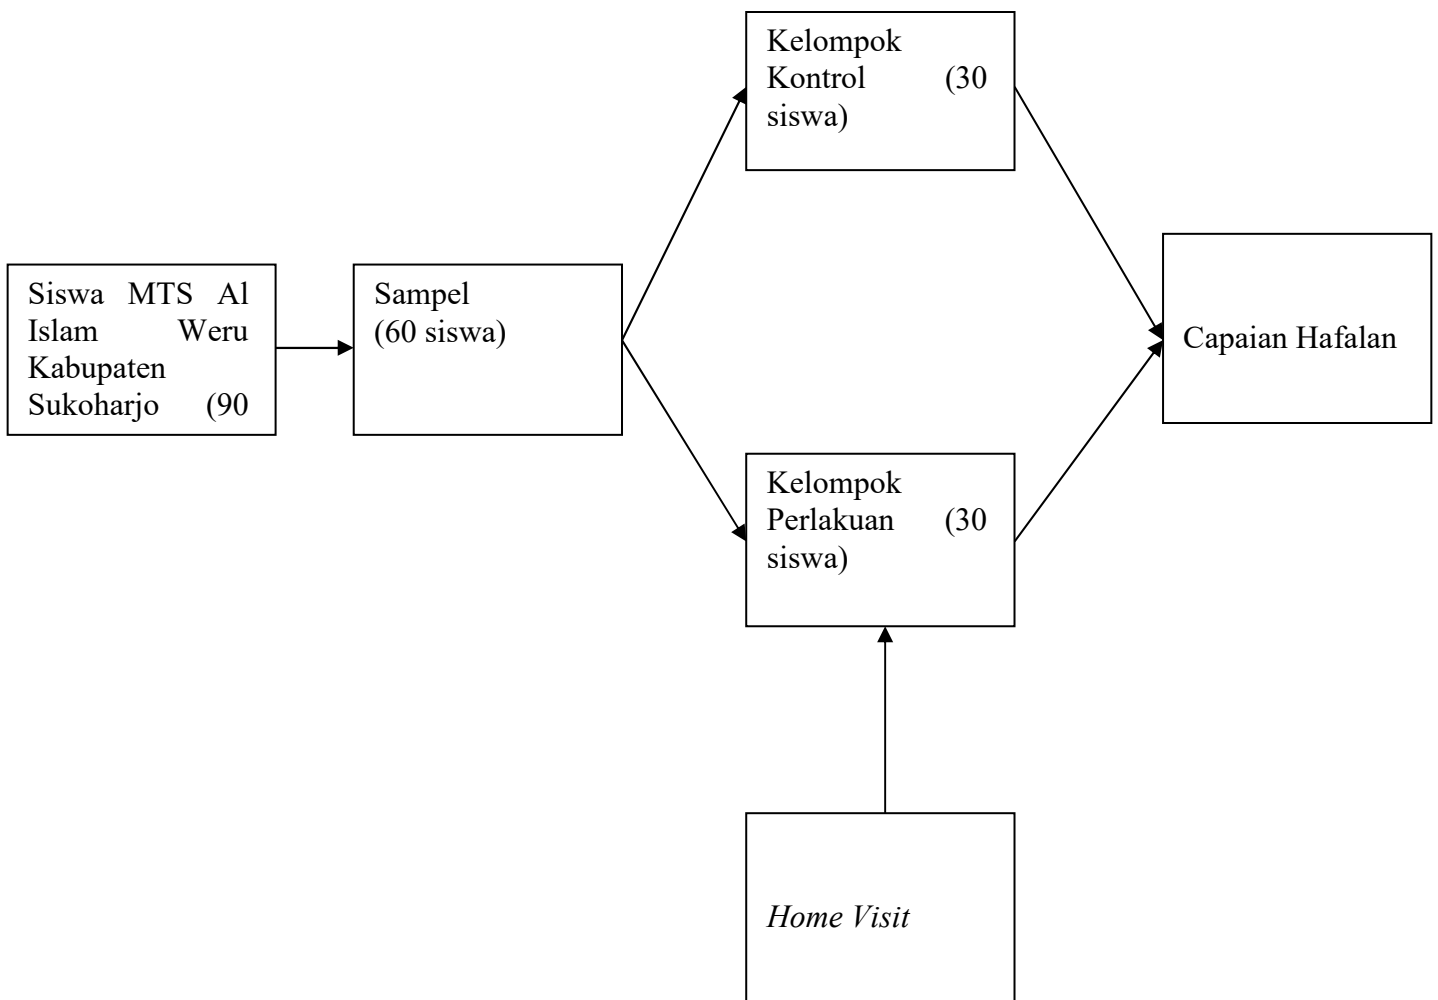 Kelompok
Kontrol (30
siswa)
Siswa MTS Al
Islam Weru
Kabupaten
Sukoharjo (90
Sampel
(60 siswa)
Capaian Hafalan
Kelompok
Perlakuan (30
siswa)
Home Visit